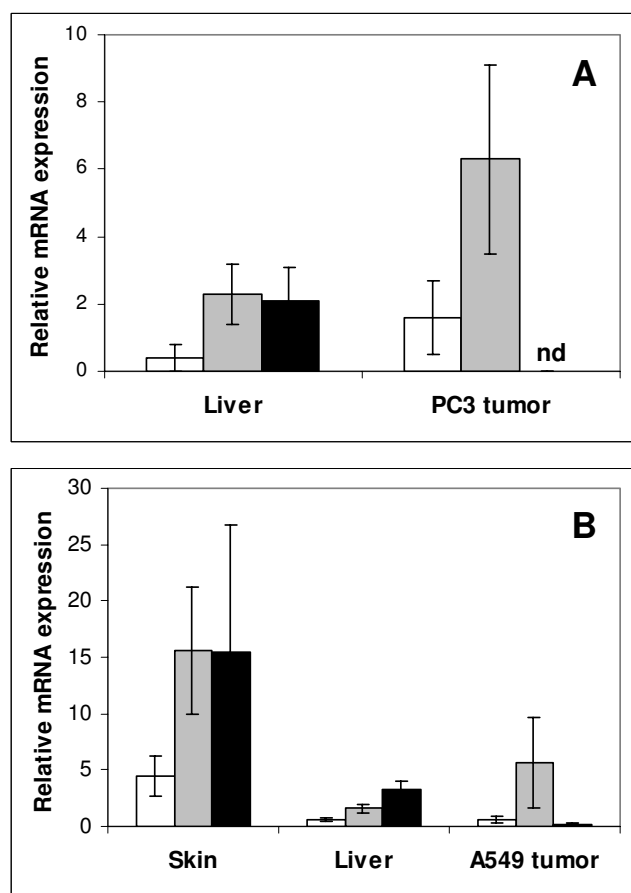 A
Relative mRNA expression
10
8
6
4
2
0
nd
Liver PC3 tumor
B
Relative mRNA expression
30
25
20
15
10
5
0
Skin Liver A549 tumor